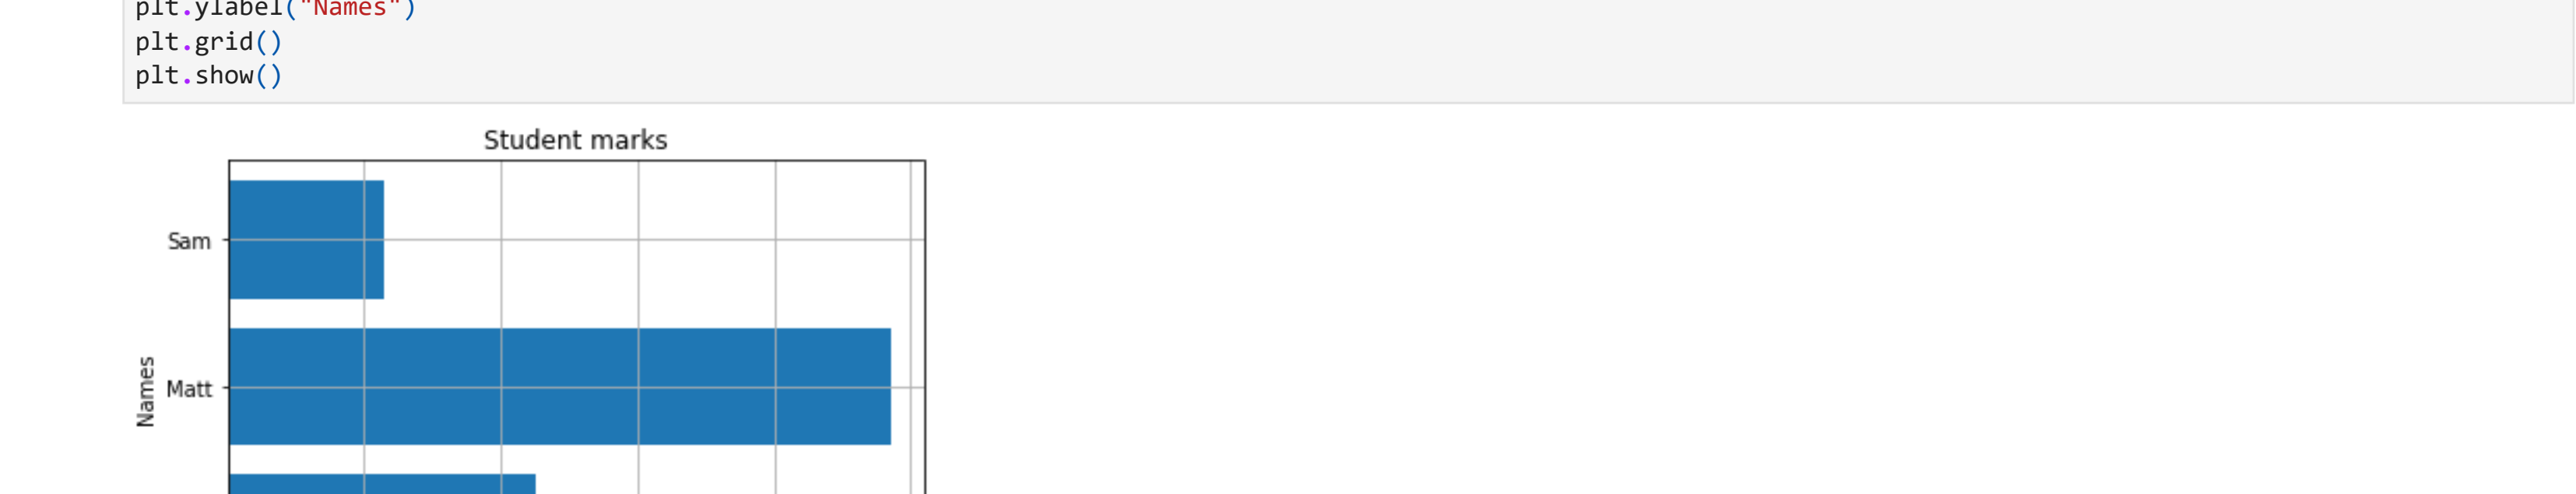 plt.ylabel("Names")
plt.grid()
plt.show()
Student marks
Sam
Names
Matt